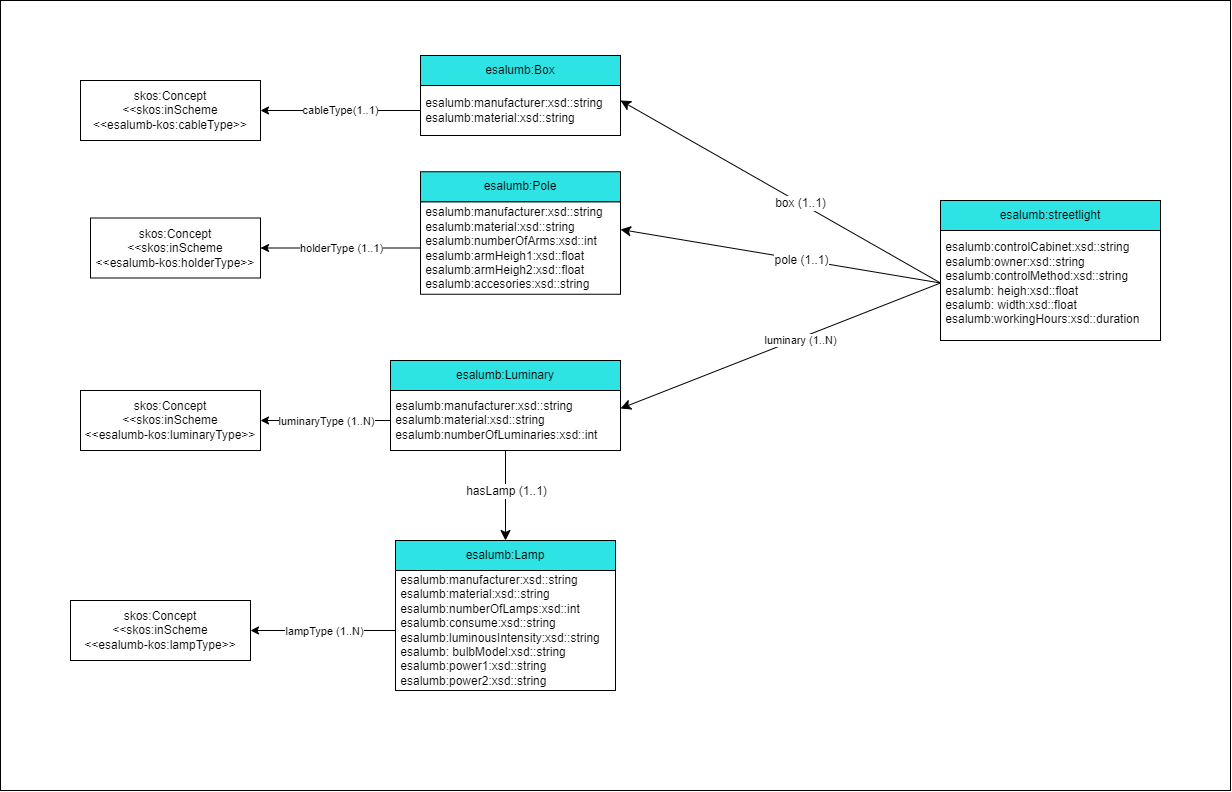 esalumb:Box
esalumb:manufacturer:xsd::string
esalumb:material:xsd::string
skos:Concept
<<skos:inScheme
<<esalumb-kos:cableType>>
cableType(1..1)
esalumb:Pole
esalumb:manufacturer:xsd::string
esalumb:material:xsd::string
esalumb:numberOfArms:xsd::int
esalumb:armHeigh1:xsd::float
esalumb:armHeigh2:xsd::float
esalumb:accesories:xsd::string
skos:Concept
<<skos:inScheme
<<esalumb-kos:holderType>>
holderType (1..1)
box (1..1)
pole (1..1)
luminary (1..N)
esalumb:streetlight
esalumb:controlCabinet:xsd::string
esalumb:owner:xsd::string
esalumb:controlMethod:xsd::string
esalumb: heigh:xsd::float
esalumb: width:xsd::float
esalumb:workingHours:xsd::duration
esalumb:Luminary
esalumb:manufacturer:xsd::string
esalumb:material:xsd::string
esalumb:numberOfLuminaries:xsd::int
skos:Concept
<<skos:inScheme
<<esalumb-kos:luminaryType>>
luminaryType (1..N)
hasLamp (1..1)
esalumb:Lamp
esalumb:manufacturer:xsd::string
esalumb:material:xsd::string
esalumb:numberOfLamps:xsd::int
esalumb:consume:xsd::string
esalumb:luminousIntensity:xsd::string
esalumb: bulbModel:xsd::string
esalumb:power1:xsd::string
esalumb:power2:xsd::string
skos:Concept
<<skos:inScheme
<<esalumb-kos:lampType>>
lampType (1..N)